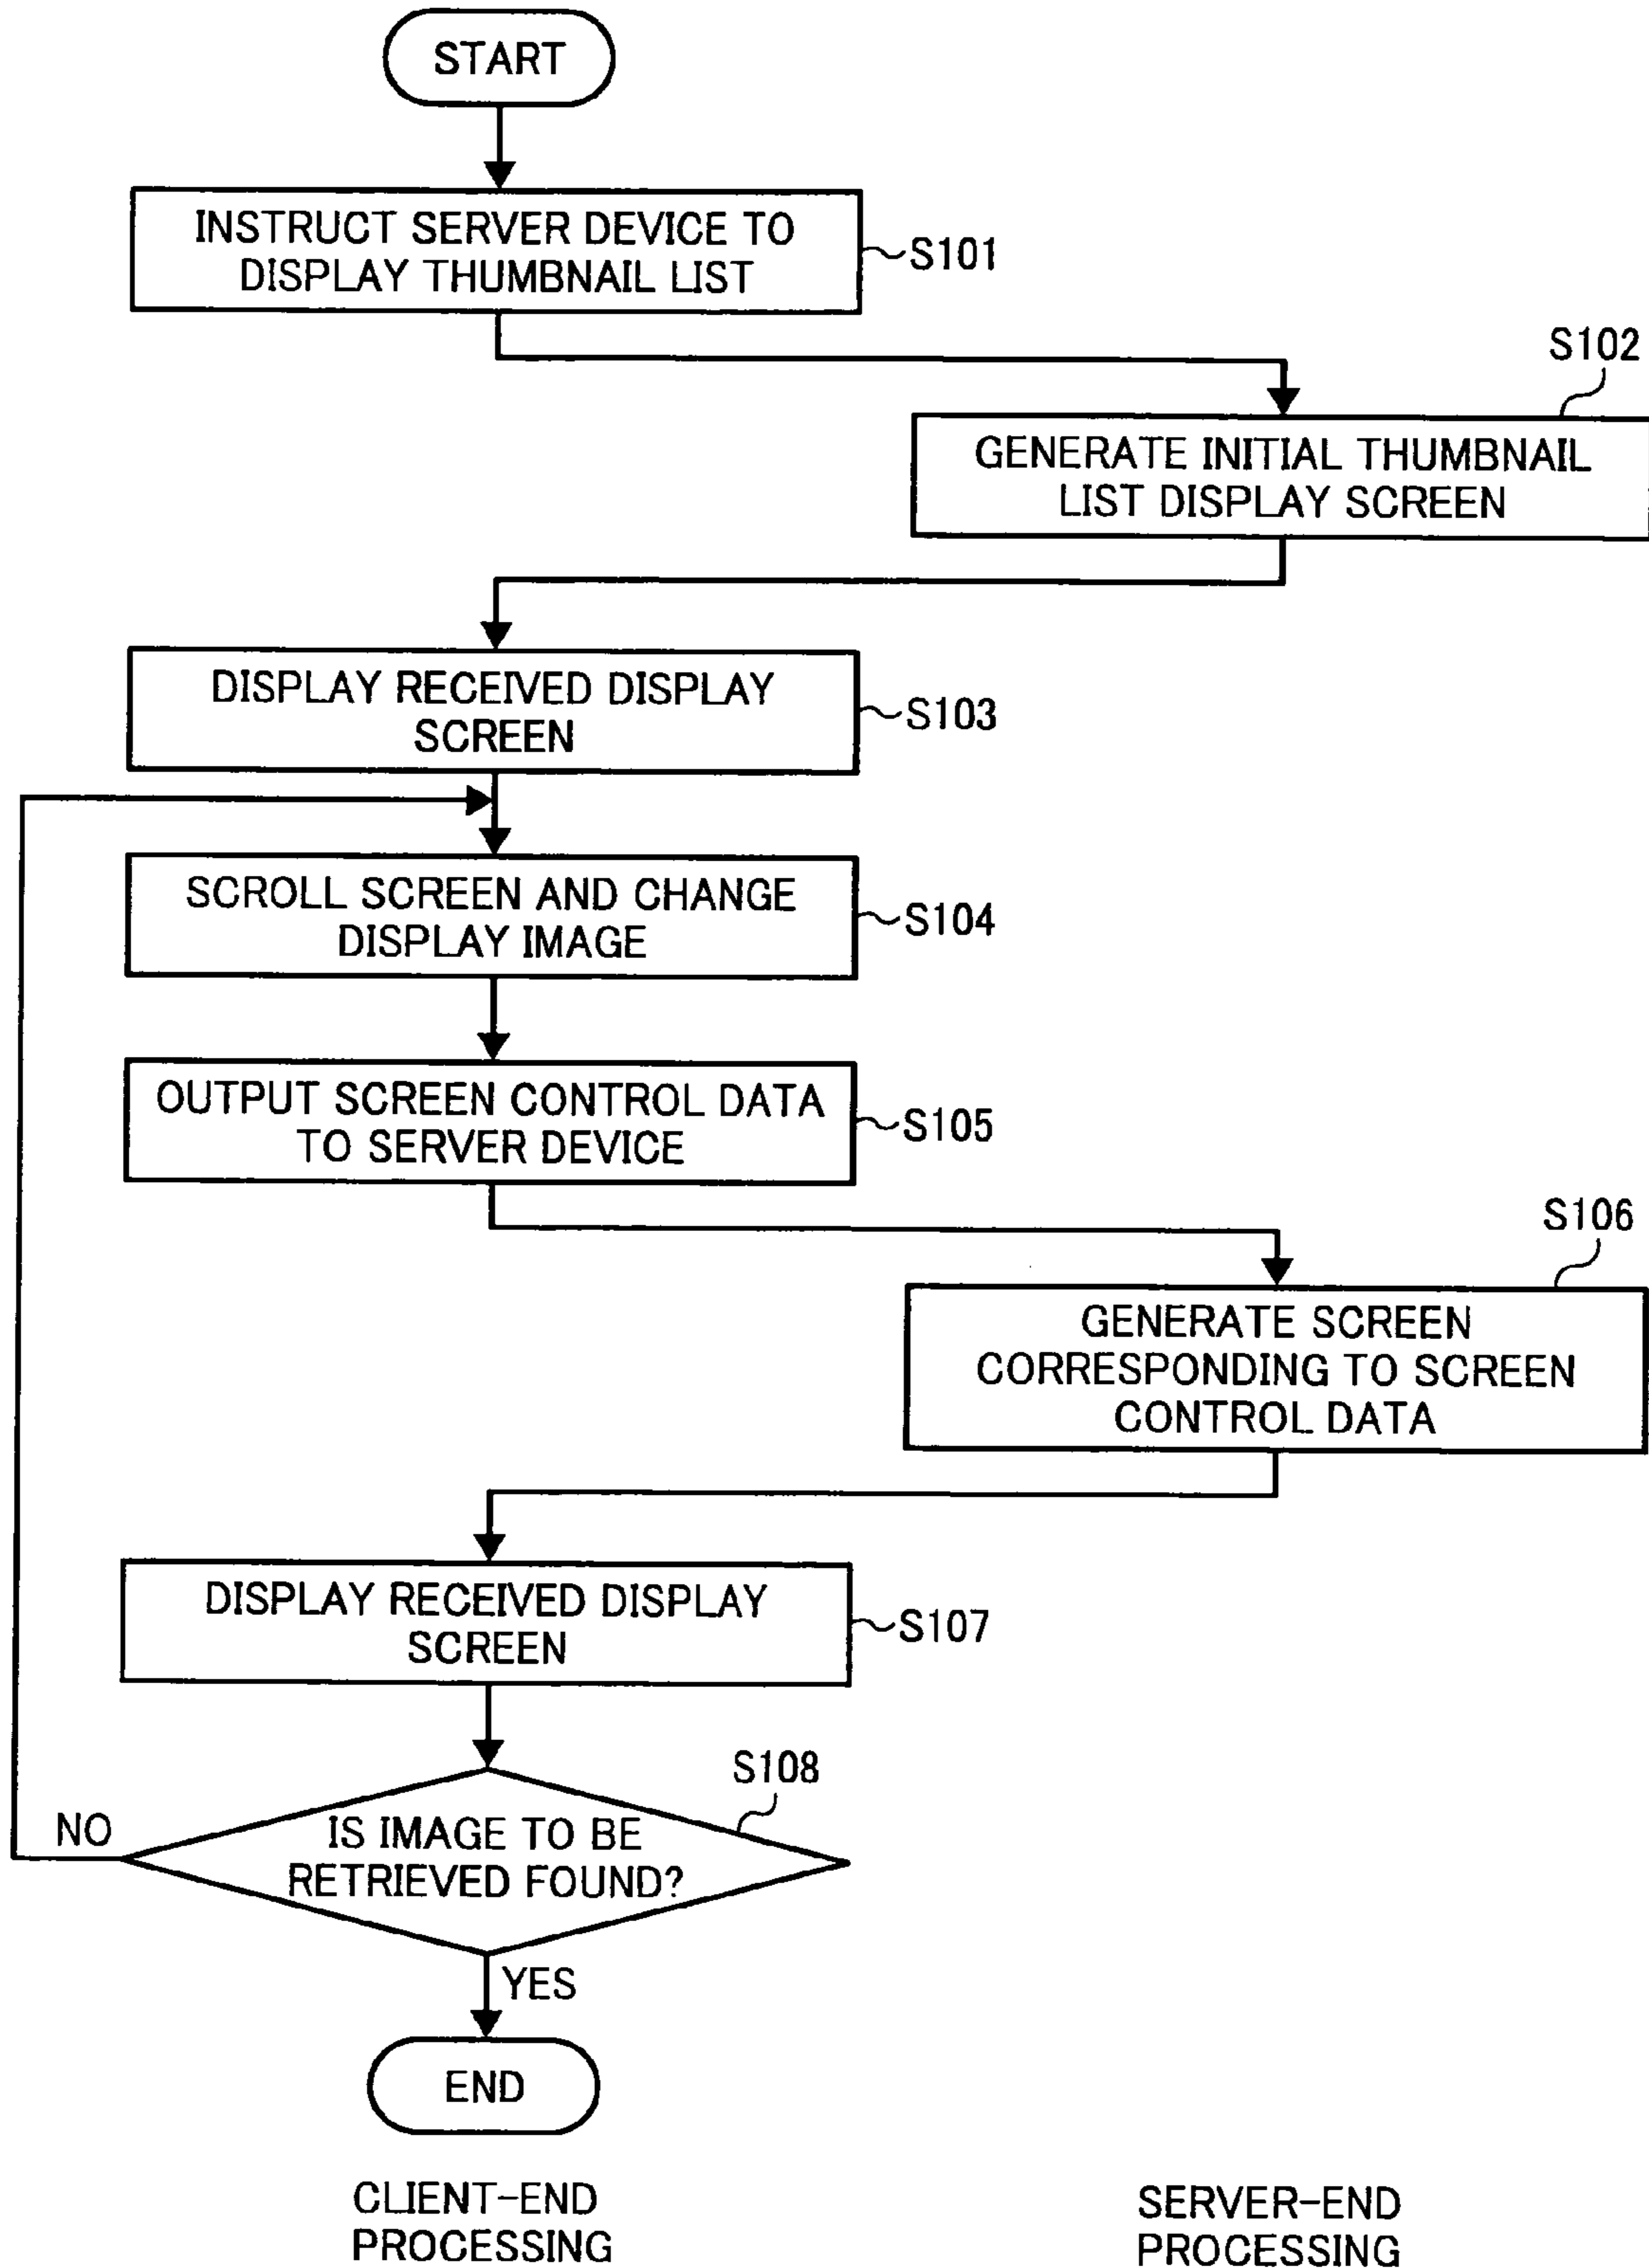 START
INSTRUCT SERVER DEVICE TO
DISPLAY THUMBNAIL LIST
S101
S102
GENERATE INITIAL THUMBNAIL
LIST DISPLAY SCREEN
DISPLAY RECEIVED DISPLAY
SCREEN
S103
SCROLL SCREEN AND CHANGE
DISPLAY IMAGE
S104
OUTPUT SCREEN CONTROL DATA
TO SERVER DEVICE
S105
S106
GENERATE SCREEN
CORRESPONDING TO SCREEN
CONTROL DATA
DISPLAY RECEIVED DISPLAY
SCREEN
S107
S108
IS IMAGE TO BE
RETRIEVED FOUND?
NO
YES
END
CLIENT-END
PROCESSING
SERVER-END
PROCESSING